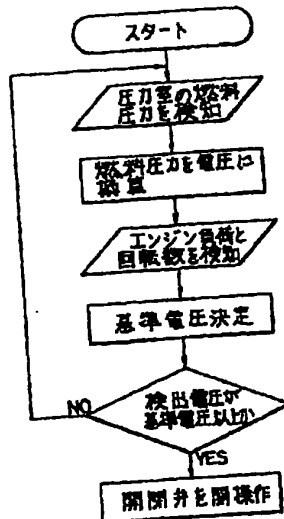 スタート
圧力室の燃料
圧力を検知
燃料圧力を電圧に
換算
エンジン負荷と
回転数を検知
基準電圧決定
検出電圧が
基準電圧以上か
NO
YES
開閉弁を開操作